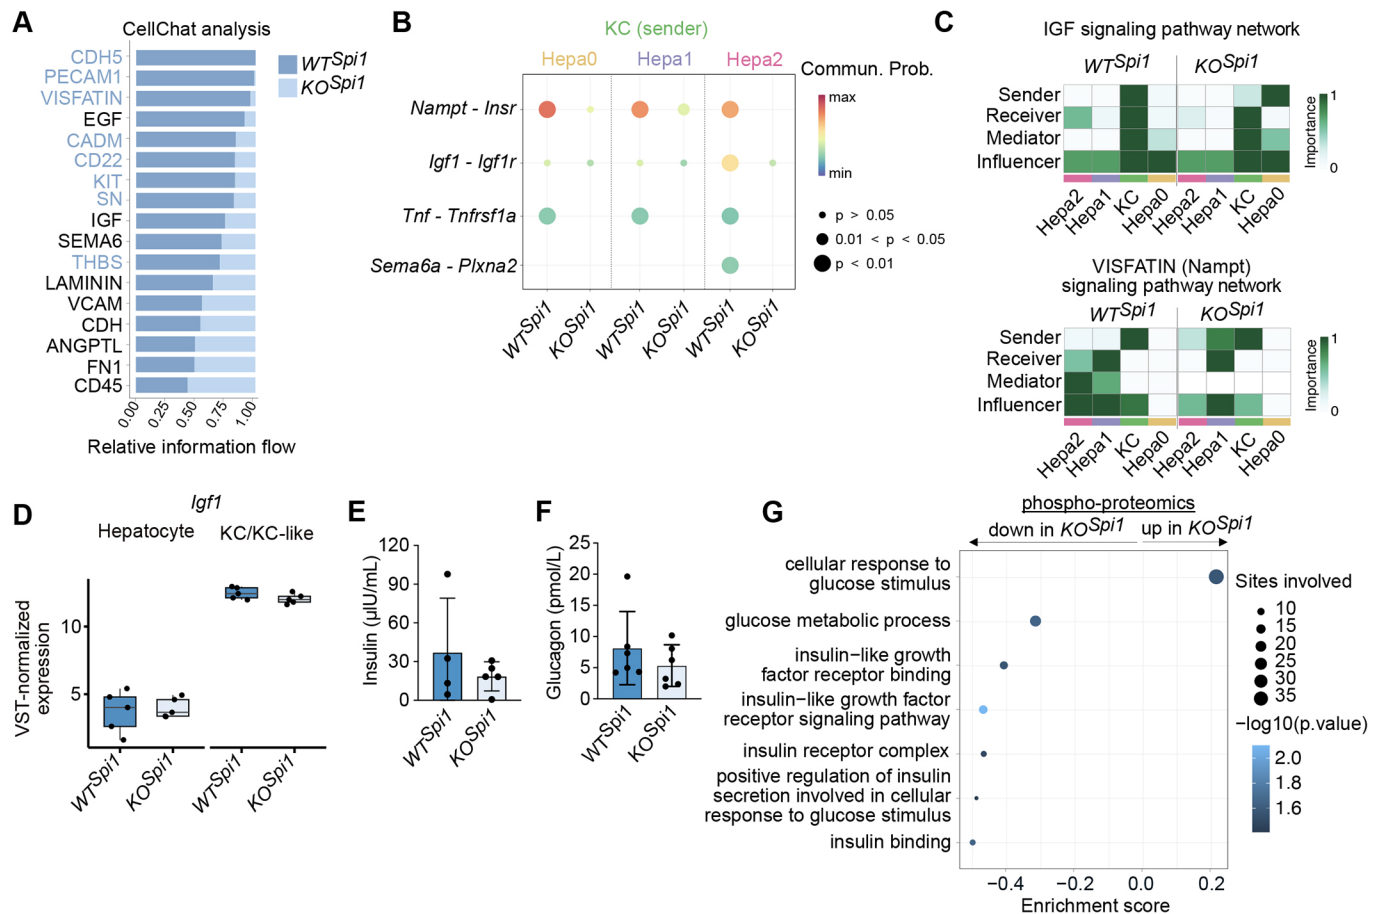 A
CellChat analysis
CDH5
PECAM1
VISFATIN
EGF
CADM
CD22
KIT
SN
IGF
SEMA6
THBS
LAMININ
VCAM
CDH
ANGPTL
FN1
CD45
0.00
0.25
0.50
0.75
1.00
Relative information flow
WTSpi1
KOSpi1
B
KC (sender)
Hepa0
Hepa1
Hepa2
Nampt - Insr
Igf1 - Igf1r
Tnf - Tnfrsf1a
Sema6a - Plxna2
WTSpi1
KOSpi1
WTSpi1
KOSpi1
WTSpi1
KOSpi1
Commun. Prob.
max
min
p > 0.05
0.01 < p < 0.05
p < 0.01
C
IGF signaling pathway network
WTSpi1
KOSpi1
Sender
Receiver
Mediator
Influencer
Hepa2
Hepa1
KC
Hepa0
Hepa2
Hepa1
KC
Hepa0
Importance
1
0
VISFATIN (Nampt)
signaling pathway network
WTSpi1
KOSpi1
Sender
Receiver
Mediator
Influencer
Hepa2
Hepa1
KC
Hepa0
Hepa2
Hepa1
KC
Hepa0
Importance
1
0
D
Igf1
Hepatocyte
KC/KC-like
VST-normalized
expression
10
5
WTSpi1
KOSpi1
WTSpi1
KOSpi1
E
Insulin (µIU/mL)
120
90
60
30
0
WTSpi1
KOSpi1
F
Glucagon (pmol/L)
25
20
15
10
5
0
WTSpi1
KOSpi1
G
phospho-proteomics
down in KOSpi1
up in KOSpi1
cellular response to
glucose stimulus
glucose metabolic process
insulin−like growth
factor receptor binding
insulin−like growth factor
receptor signaling pathway
insulin receptor complex
positive regulation of insulin
secretion involved in cellular
response to glucose stimulus
insulin binding
−0.4
−0.2
0.0
0.2
Enrichment score
Sites involved
10
15
20
25
30
35
−log10(p.value)
2.0
1.8
1.6